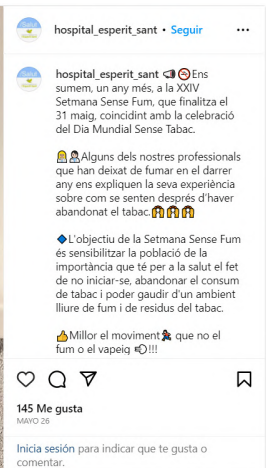 hospital_esperit_sant • Seguir
hospital_esperit_sant 📣🚭Ens
sumem, un any més, a la XXIV
Setmana Sense Fum, que finalitza el
31 maig, coincidint amb la celebració
del Dia Mundial Sense Tabac.
👩‍⚕️👨‍⚕️Alguns dels nostres professionals
que han deixat de fumar en el darrer
any ens expliquen la seva experiència
sobre com se senten després d'haver
abandonat el tabac.🙌🙌🙌
🔷L'objectiu de la Setmana Sense Fum
és sensibilitzar la població de la
importància que té per a la salut el fet
de no iniciar-se, abandonar el consum
de tabac i poder gaudir d'un ambient
lliure de fum i de residus del tabac.
👍Millor el moviment🏃 que no el
fum o el vapeig 💨!!!
145 Me gusta
MAYO 26
Inicia sesión para indicar que te gusta o
comentar.